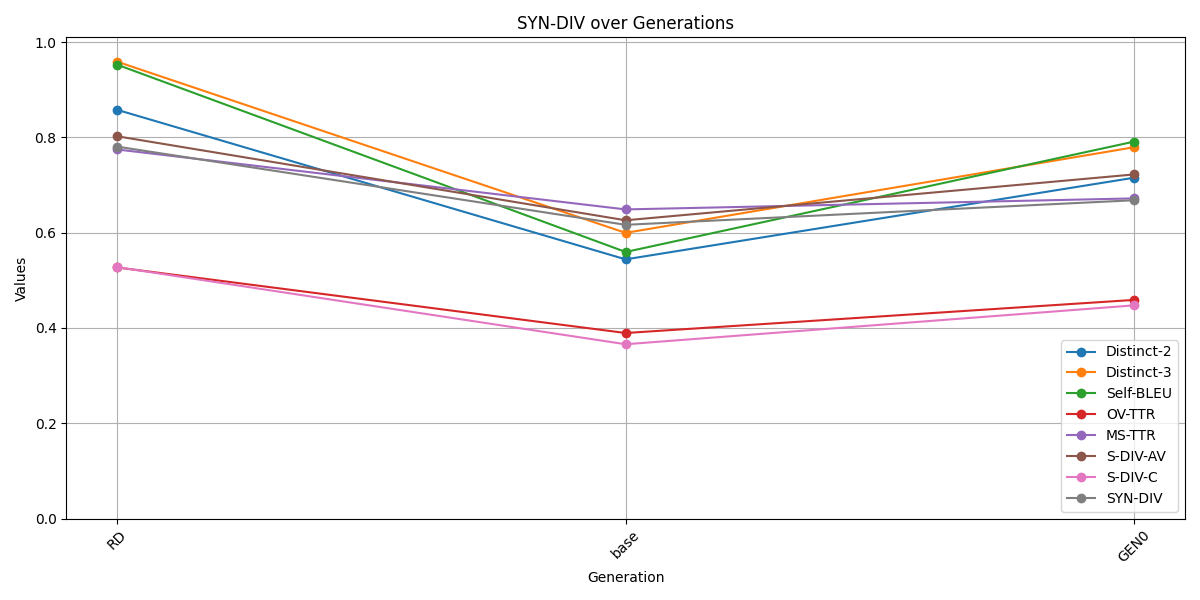 SYN-DIV over Generations
1.0
0.8
0.6
0.4
0.2
0.0
Values
RD
base
GEN0
Generation
Distinct-2
Distinct-3
Self-BLEU
OV-TTR
MS-TTR
S-DIV-AV
S-DIV-C
SYN-DIV